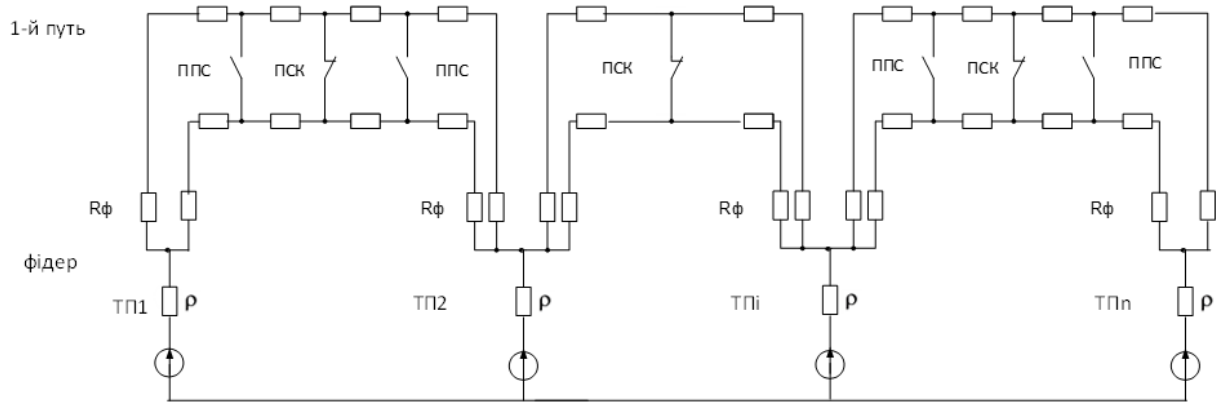 1-й путь
ППС
ПСК
ППС
ПСК
ППС
ПСК
ППС
Rф
Rф
Rф
Rф
фідер
ТП1
ρ
ТП2
ρ
ТПі
ρ
ТПn
ρ